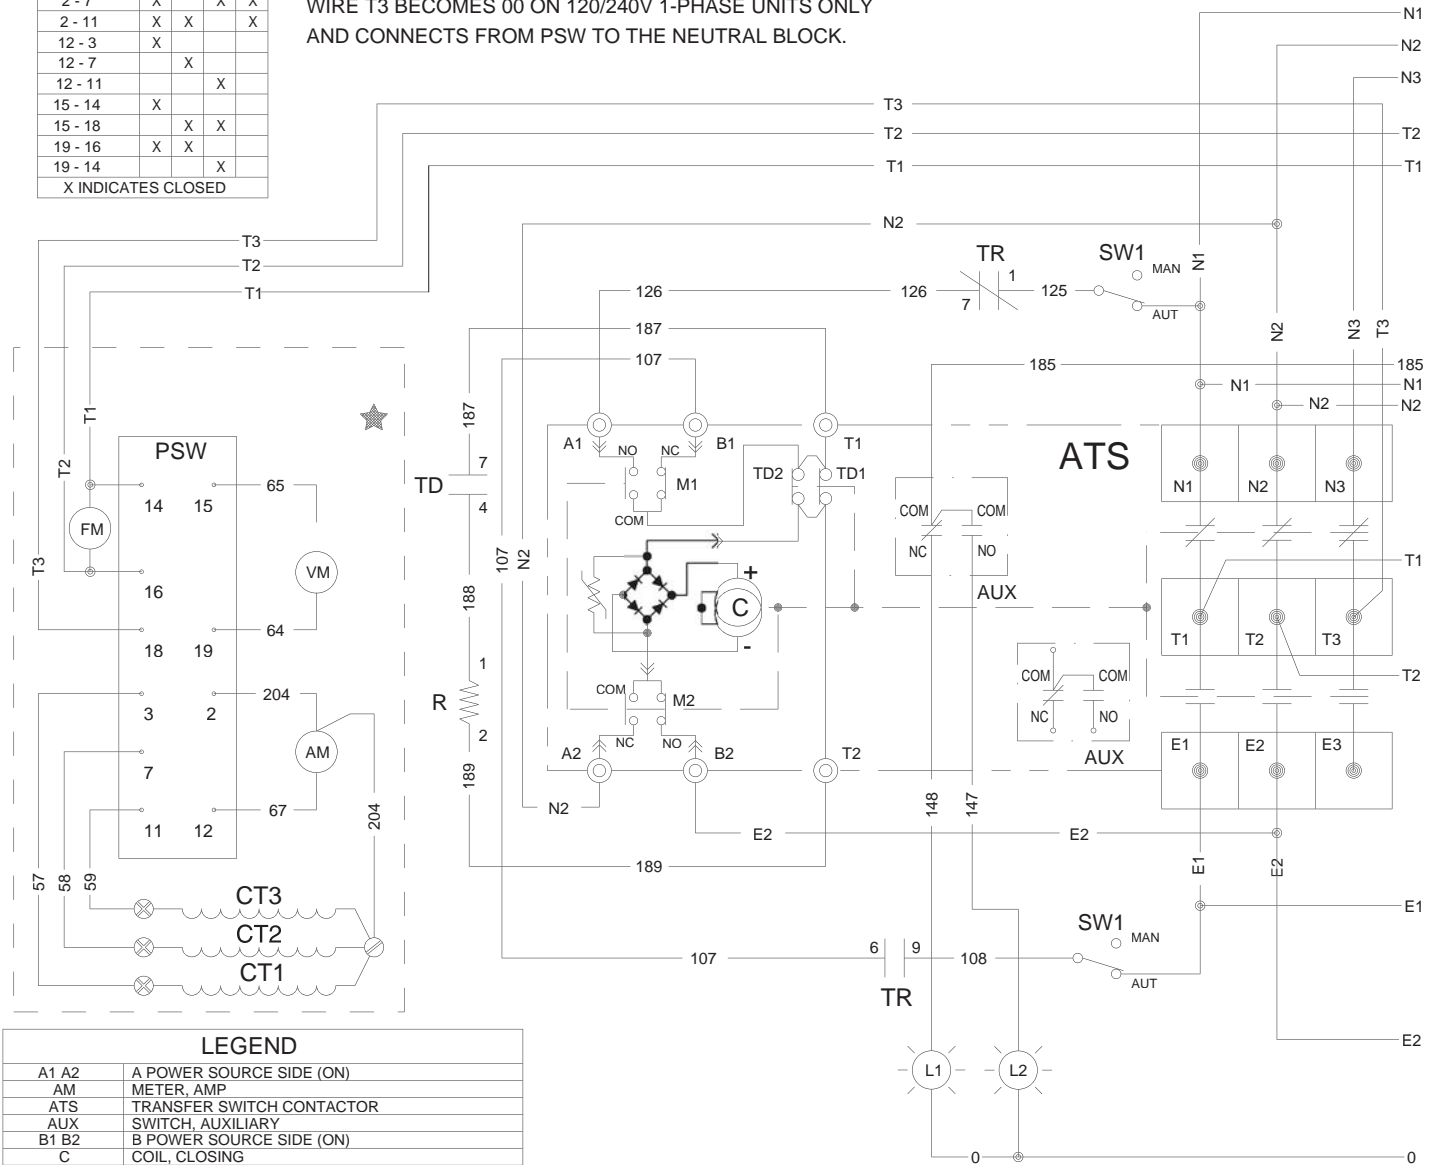 2 - 7 X X X
2 - 11 X X X
12 - 3 X
12 - 7 X
12 - 11 X
15 - 14 X
15 - 18 X X
19 - 16 X X
19 - 14 X
X INDICATES CLOSED
WIRE T3 BECOMES 00 ON 120/240V 1-PHASE UNITS ONLY
AND CONNECTS FROM PSW TO THE NEUTRAL BLOCK.
N1
N2
N3
T3
T2 T2
T1 T1
N2
T3
T2
T1
TR
SW1
MAN
AUT
126 126
7 1
125
N1
N2
N3
T3
187
107
185 185
N1 N1
N2 N2
T1
T2
T3
PSW
14 15
65
FM
16
VM
64
18 19
3 2
204
7
AM
11 12
67
204
57
58
59
CT3
CT2
CT1
187
TD
7
4
188
107
N2
R
1
2
189
A1
NO
NC
B1
T1
M1
COM
TD2
TD1
+
C
-
COM
M2
A2
NC
NO
B2
T2
N2
E2 E2
189
ATS
COM COM
NC NO
AUX
COM COM
NC NO
AUX
148
147
N1 N2 N3
T1
T1 T2 T3
T2
E1 E2 E3
E1
E2
E1
SW1
MAN
AUT
107
6 9
TR
108
E2
L1 L2
0 0
LEGEND
A1 A2 A POWER SOURCE SIDE (ON)
AM METER, AMP
ATS TRANSFER SWITCH CONTACTOR
AUX SWITCH, AUXILIARY
B1 B2 B POWER SOURCE SIDE (ON)
C COIL, CLOSING